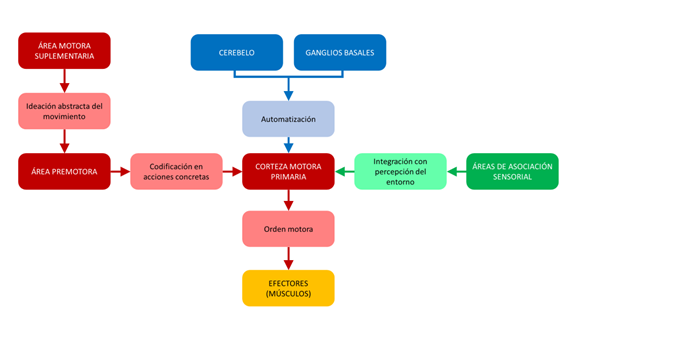 ÁREA MOTORA
SUPLEMENTARIA
CEREBELO
GANGLIOS BASALES
Ideación abstracta del
movimiento
Automatización
ÁREA PREMOTORA
Codificación en
acciones concretas
CORTEZA MOTORA
PRIMARIA
Integración con
percepción del
entorno
ÁREAS DE ASOCIACIÓN
SENSORIAL
Orden motora
EFECTORES
(MÚSCULOS)